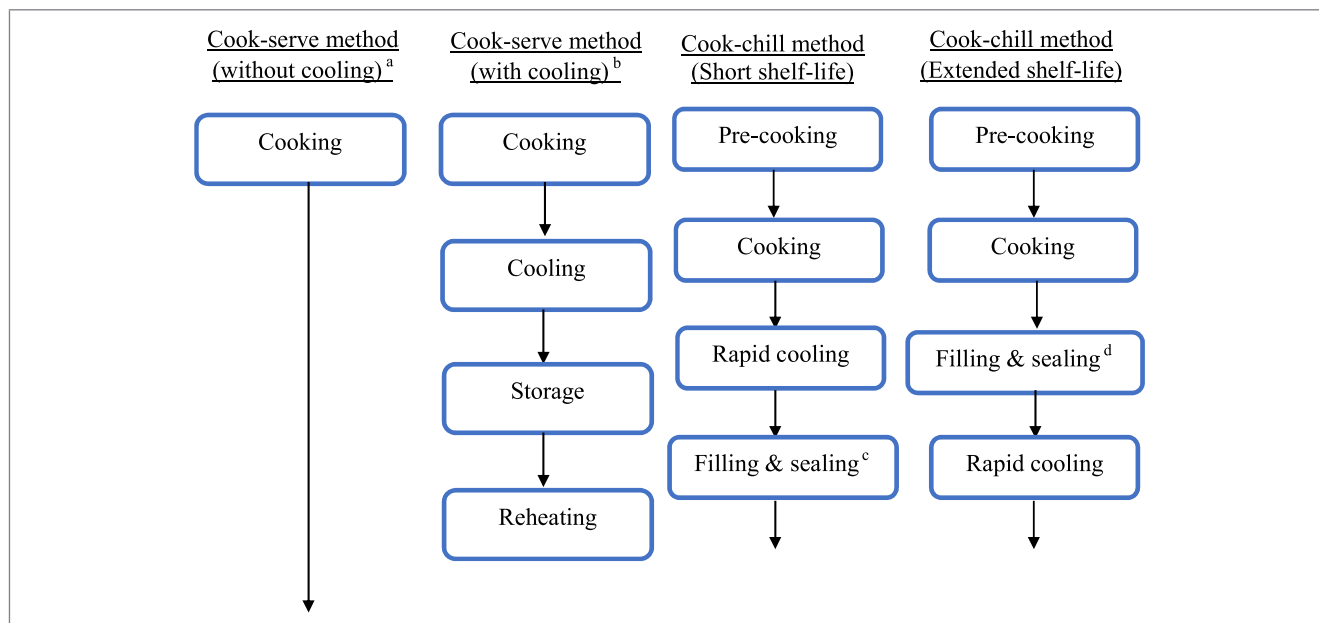 Cook-serve method
(without cooling) a
Cooking
Cook-serve method
(with cooling) b
Cooking
Cooling
Storage
Reheating
Cook-chill method
(Short shelf-life)
Pre-cooking
Cooking
Rapid cooling
Filling & sealing c
Cook-chill method
(Extended shelf-life)
Pre-cooking
Cooking
Filling & sealing d
Rapid cooling